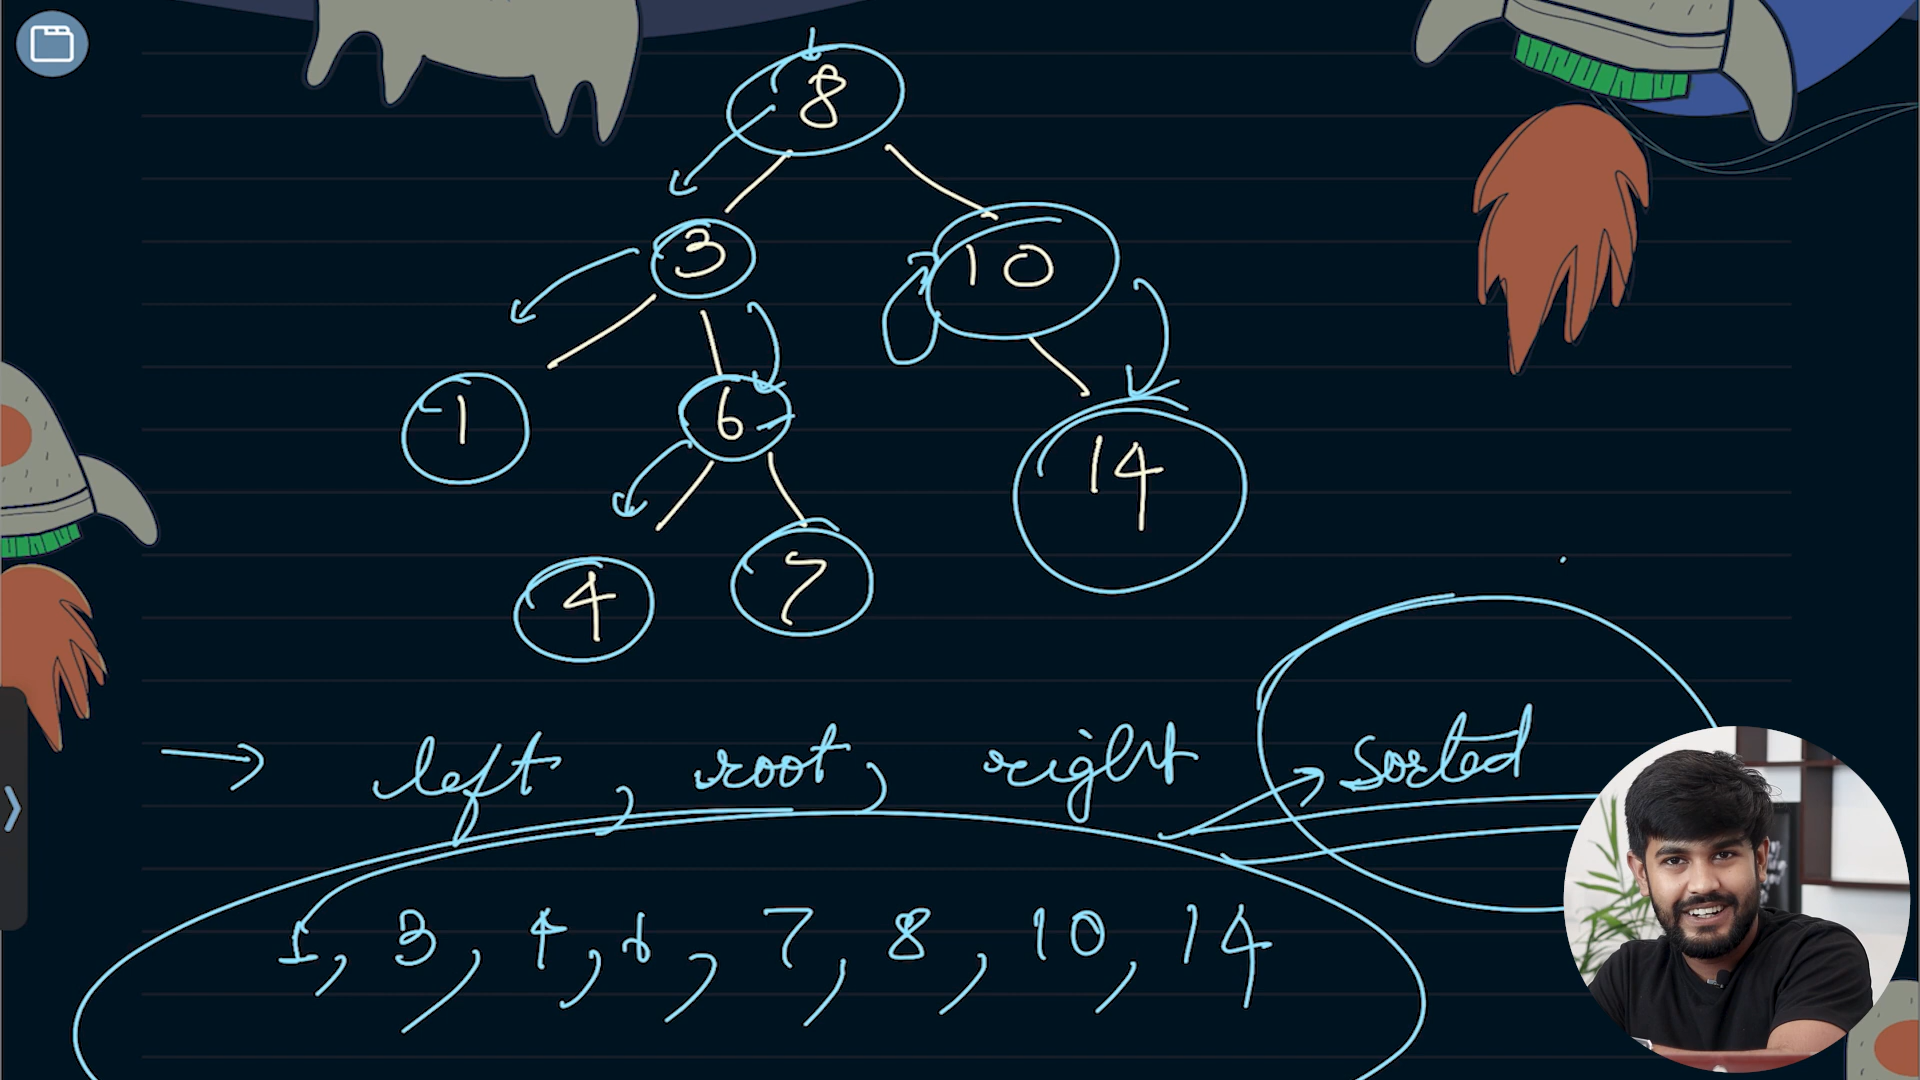 8
3 10
1 6 14
4 7
→ left, root, right → sorted
1, 3, 4, 6, 7, 8, 10, 14